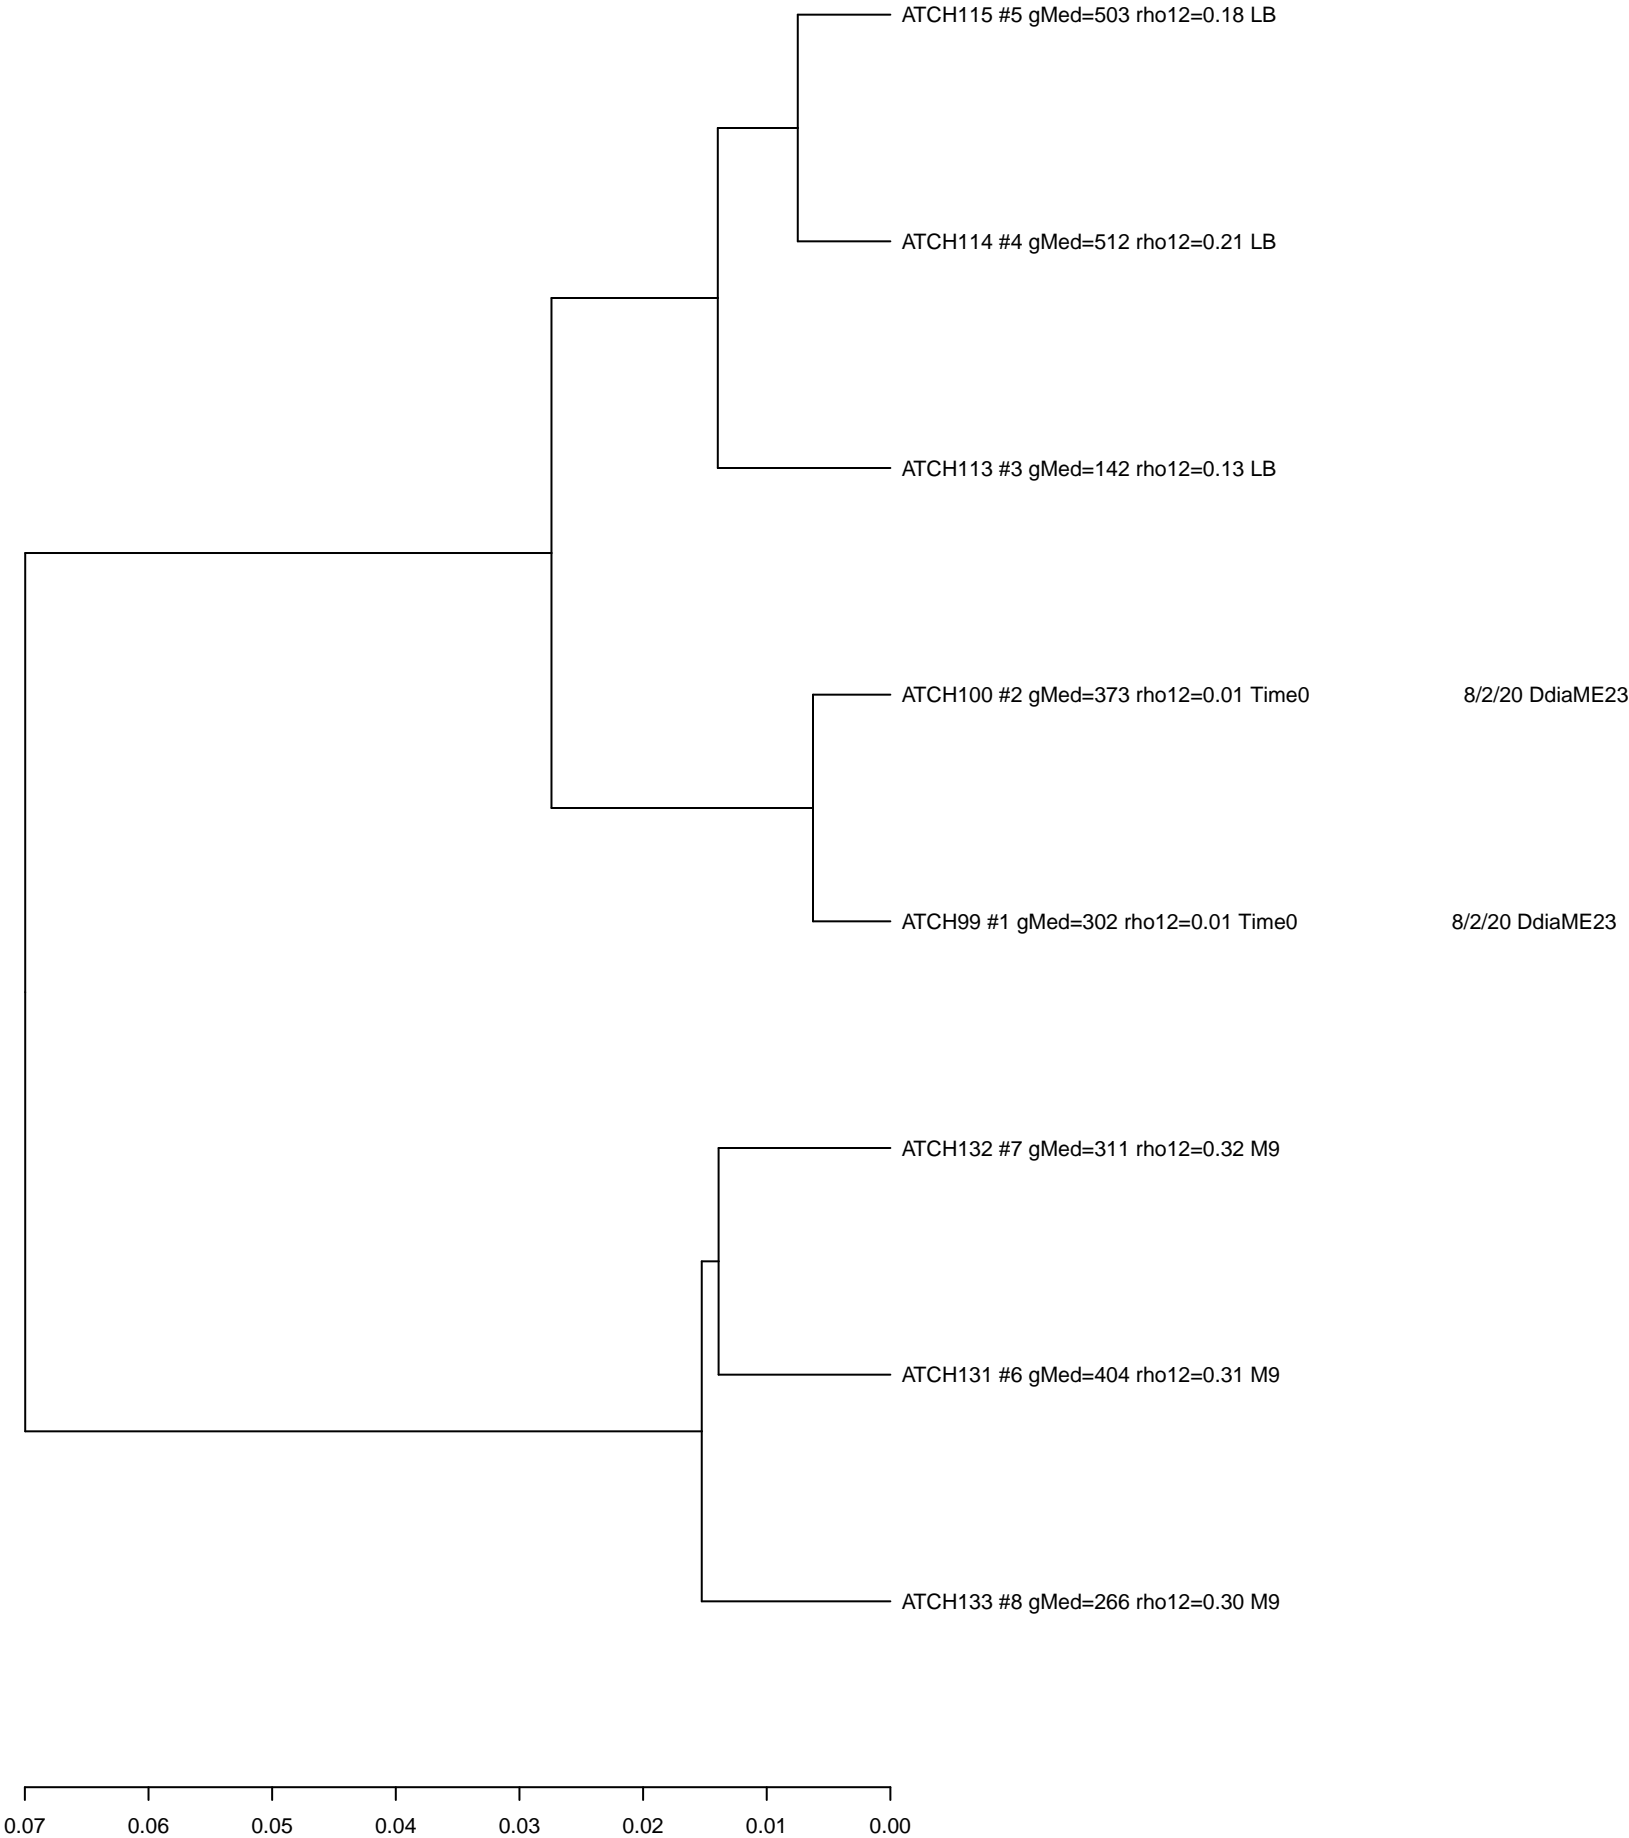 ATCH115 #5 gMed=503 rho12=0.18 LB
ATCH114 #4 gMed=512 rho12=0.21 LB
ATCH113 #3 gMed=142 rho12=0.13 LB
ATCH100 #2 gMed=373 rho12=0.01 Time0 8/2/20 DdiaME23
ATCH99 #1 gMed=302 rho12=0.01 Time0 8/2/20 DdiaME23
ATCH132 #7 gMed=311 rho12=0.32 M9
ATCH131 #6 gMed=404 rho12=0.31 M9
ATCH133 #8 gMed=266 rho12=0.30 M9
0.07 0.06 0.05 0.04 0.03 0.02 0.01 0.00